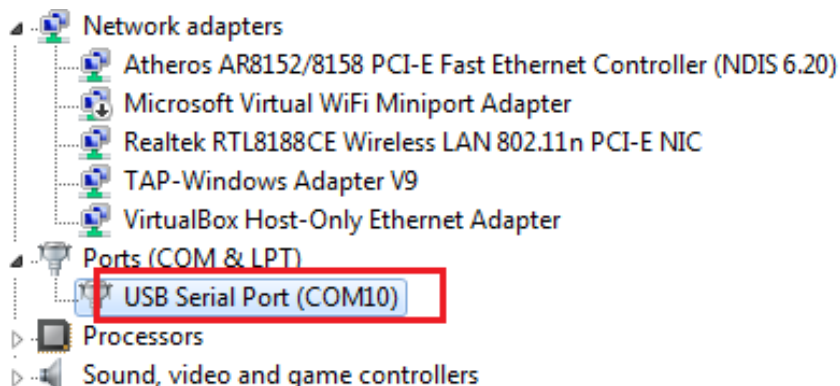 Network adapters
Atheros AR8152/8158 PCI-E Fast Ethernet Controller (NDIS 6.20)
Microsoft Virtual WiFi Miniport Adapter
Realtek RTL8188CE Wireless LAN 802.11n PCI-E NIC
TAP-Windows Adapter V9
VirtualBox Host-Only Ethernet Adapter
Ports (COM & LPT)
USB Serial Port (COM10)
Processors
Sound, video and game controllers